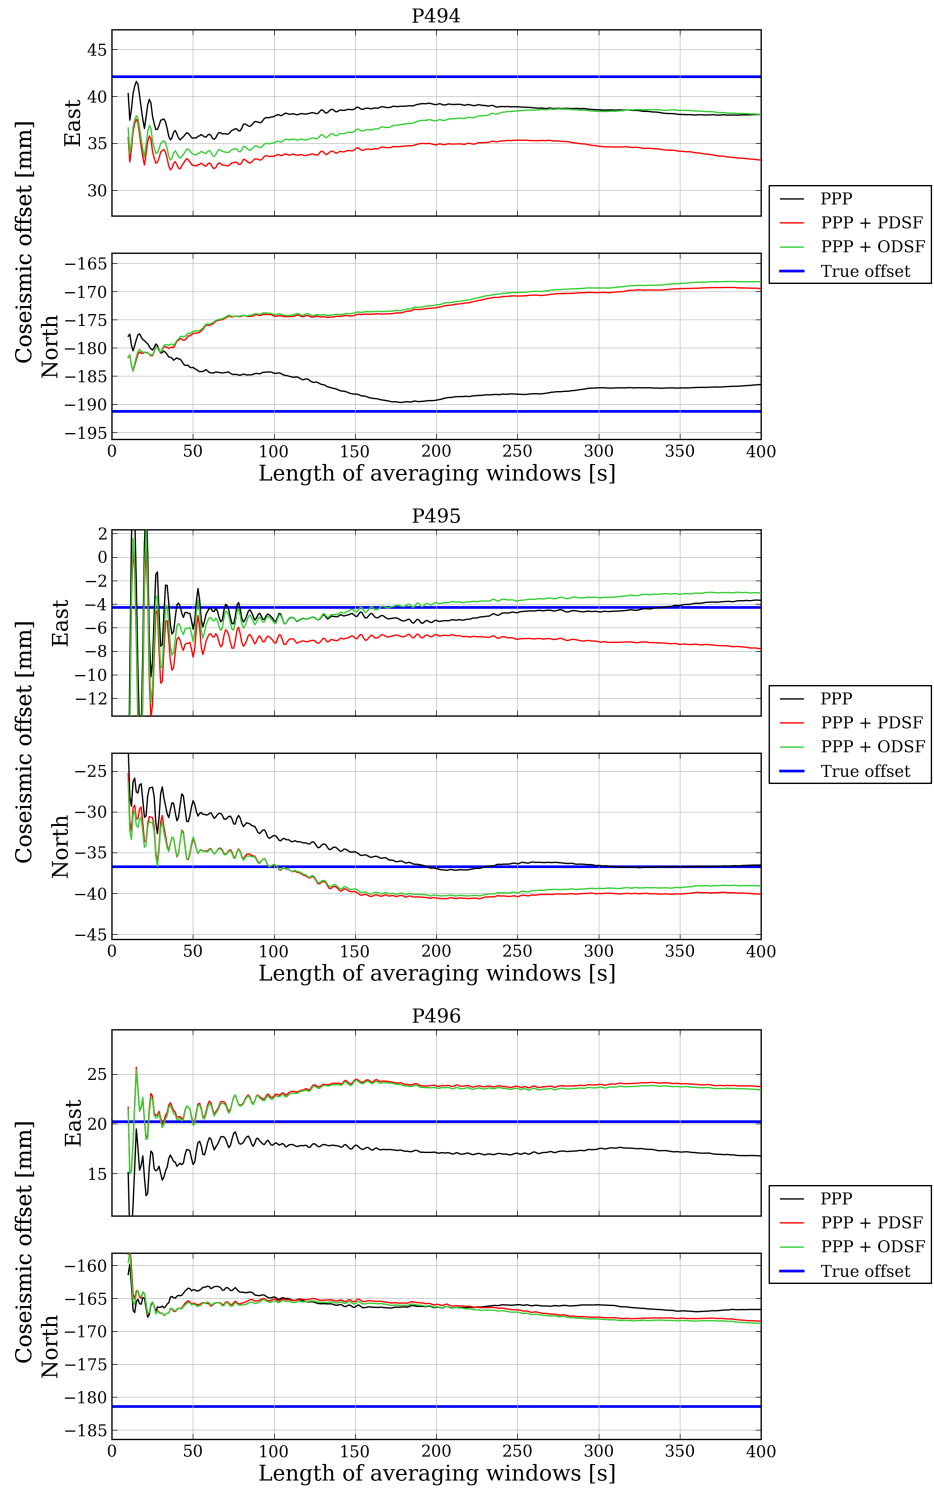 P494
45
40
35
30
East
−165
−170
−175
−180
−185
−190
−195
North
Coseismic offset [mm]
0 50 100 150 200 250 300 350 400
Length of averaging windows [s]
PPP
PPP + PDSF
PPP + ODSF
True offset
P495
2
0
−2
−4
−6
−8
−10
−12
East
−25
−30
−35
−40
−45
North
Coseismic offset [mm]
0 50 100 150 200 250 300 350 400
Length of averaging windows [s]
PPP
PPP + PDSF
PPP + ODSF
True offset
P496
25
20
15
East
−160
−165
−170
−175
−180
−185
North
Coseismic offset [mm]
0 50 100 150 200 250 300 350 400
Length of averaging windows [s]
PPP
PPP + PDSF
PPP + ODSF
True offset